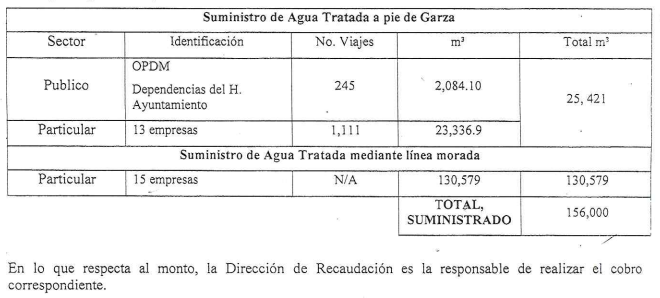 Suministro de Agua Tratada a pie de Garza
Sector Identificación No. Viajes m³ Total m³
Publico OPDM
Dependencias del H.
Ayuntamiento 245 2,084.10 25, 421
Particular 13 empresas 1,111 23,336.9
Suministro de Agua Tratada mediante línea morada
Particular 15 empresas N/A 130,579 130,579
TOTAL,
SUMINISTRADO 156,000
En lo que respecta al monto, la Dirección de Recaudación es la responsable de realizar el cobro
correspondiente.